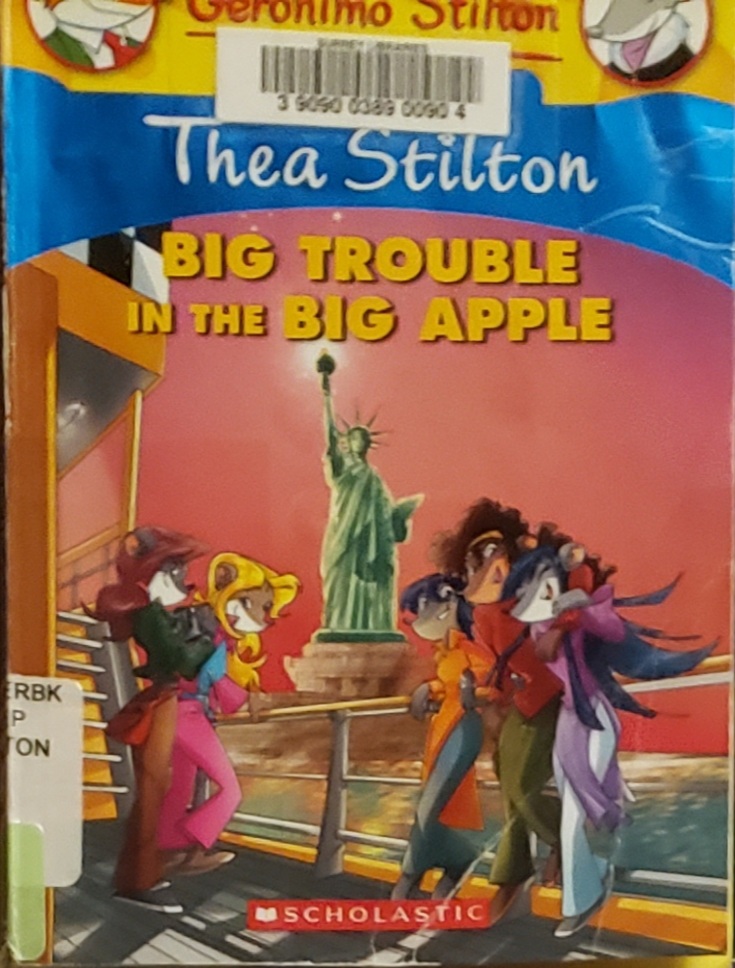 Geronimo Stilton
3 9090 0389 0090 4
Thea Stilton
BIG TROUBLE
IN THE BIG APPLE
ERBK
P
TON
SCHOLASTIC